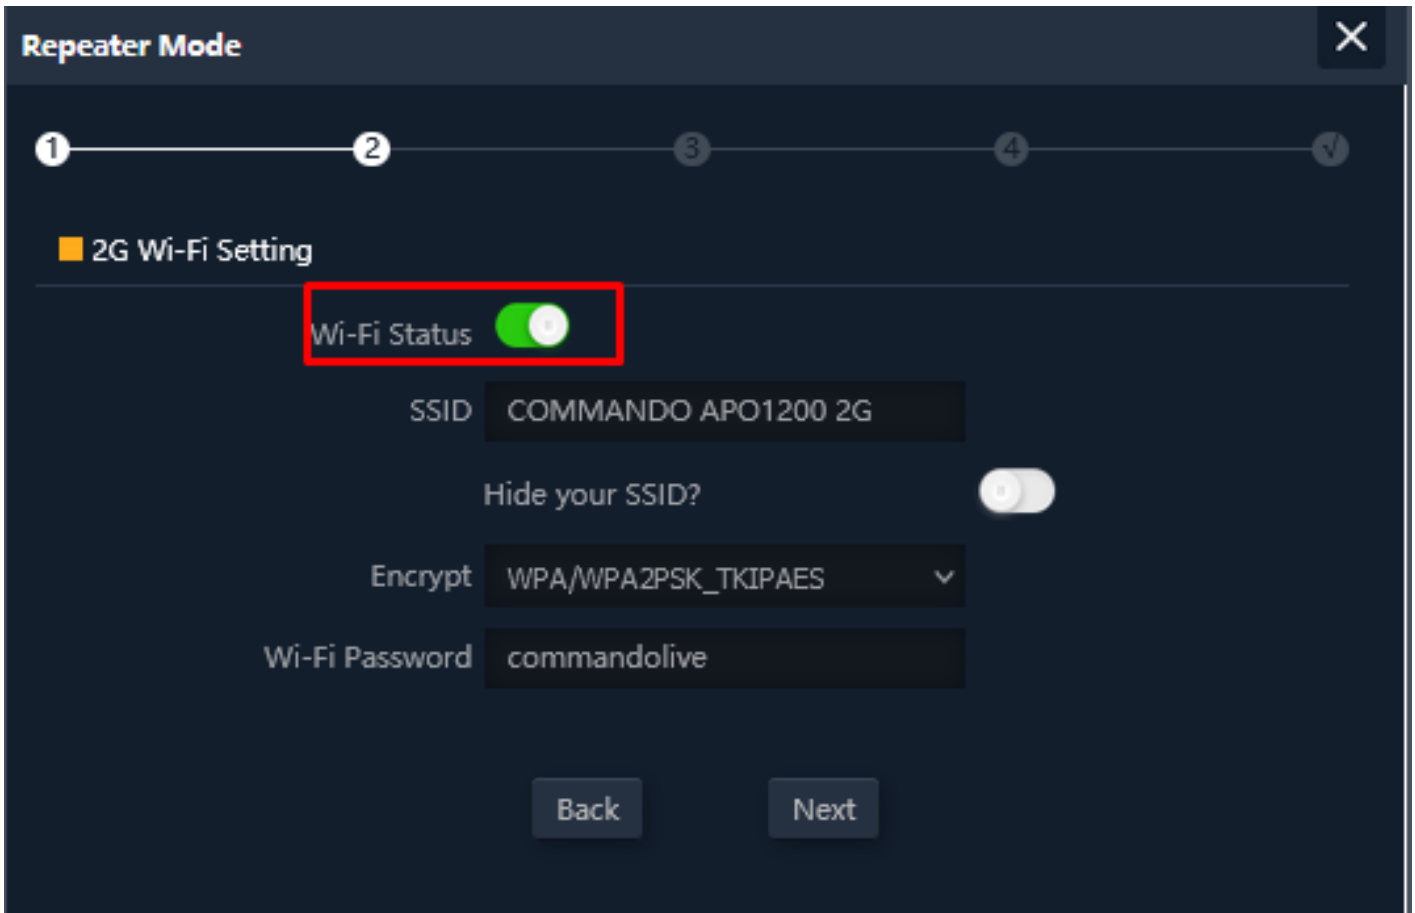 Repeater Mode
1 2 3 4 √
2G Wi-Fi Setting
Wi-Fi Status
SSID COMMANDO APO1200 2G
Hide your SSID?
Encrypt WPA/WPA2PSK_TKIPAES
Wi-Fi Password commandolive
Back Next